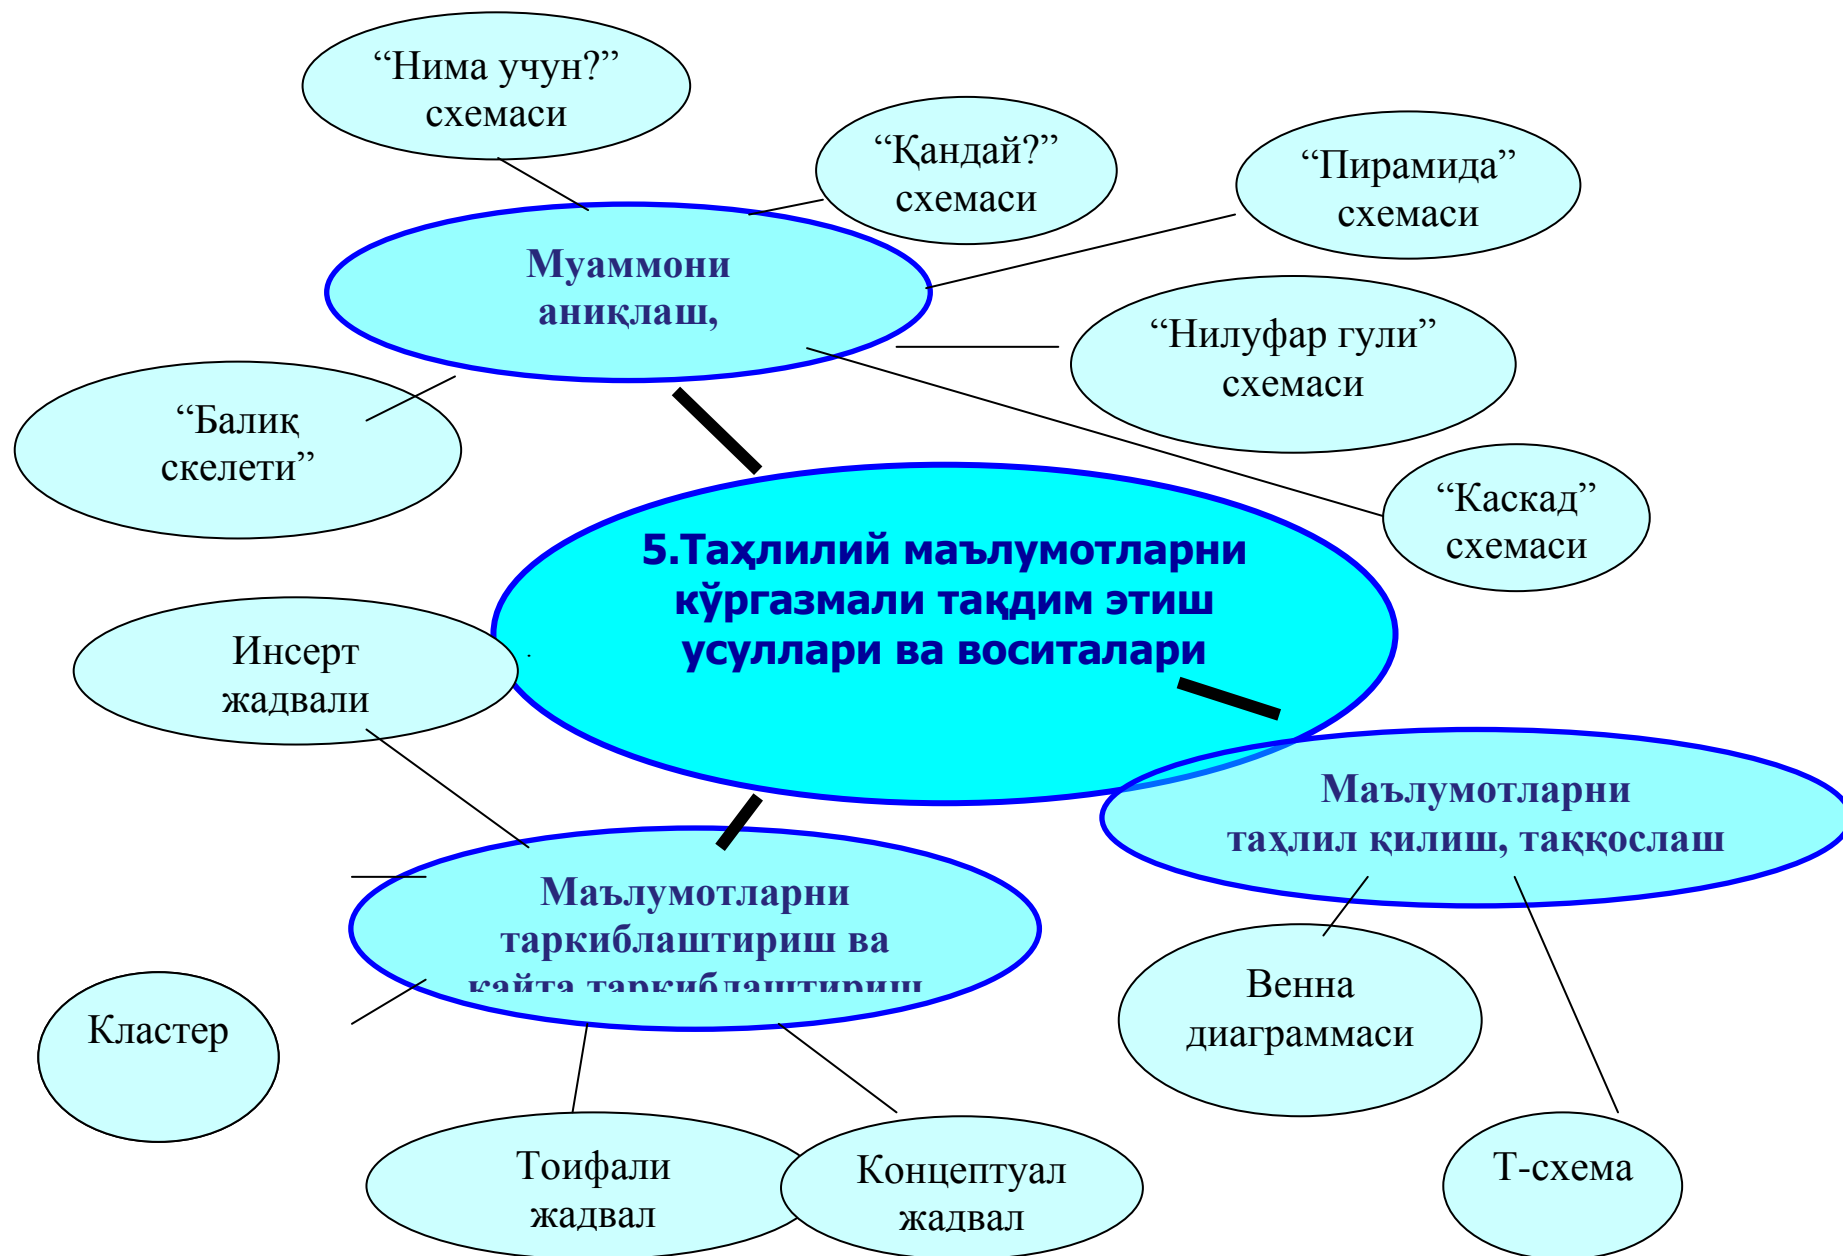 “Нима учун?”
схемаси
“Қандай?”
схемаси
“Пирамида”
схемаси
Муаммони
аниқлаш,
“Нилуфар гули”
схемаси
“Балиқ
скелети”
“Каскад”
схемаси
5.Таҳлилий маълумотларни
кўргазмали тақдим этиш
усуллари ва воситалари
Инсерт
жадвали
Маълумотларни
таҳлил қилиш, таққослаш
Маълумотларни
таркиблаштириш ва
қайта таркиблаштириш
Венна
диаграммаси
Кластер
Тоифали
жадвал
Концептуал
жадвал
Т-схема